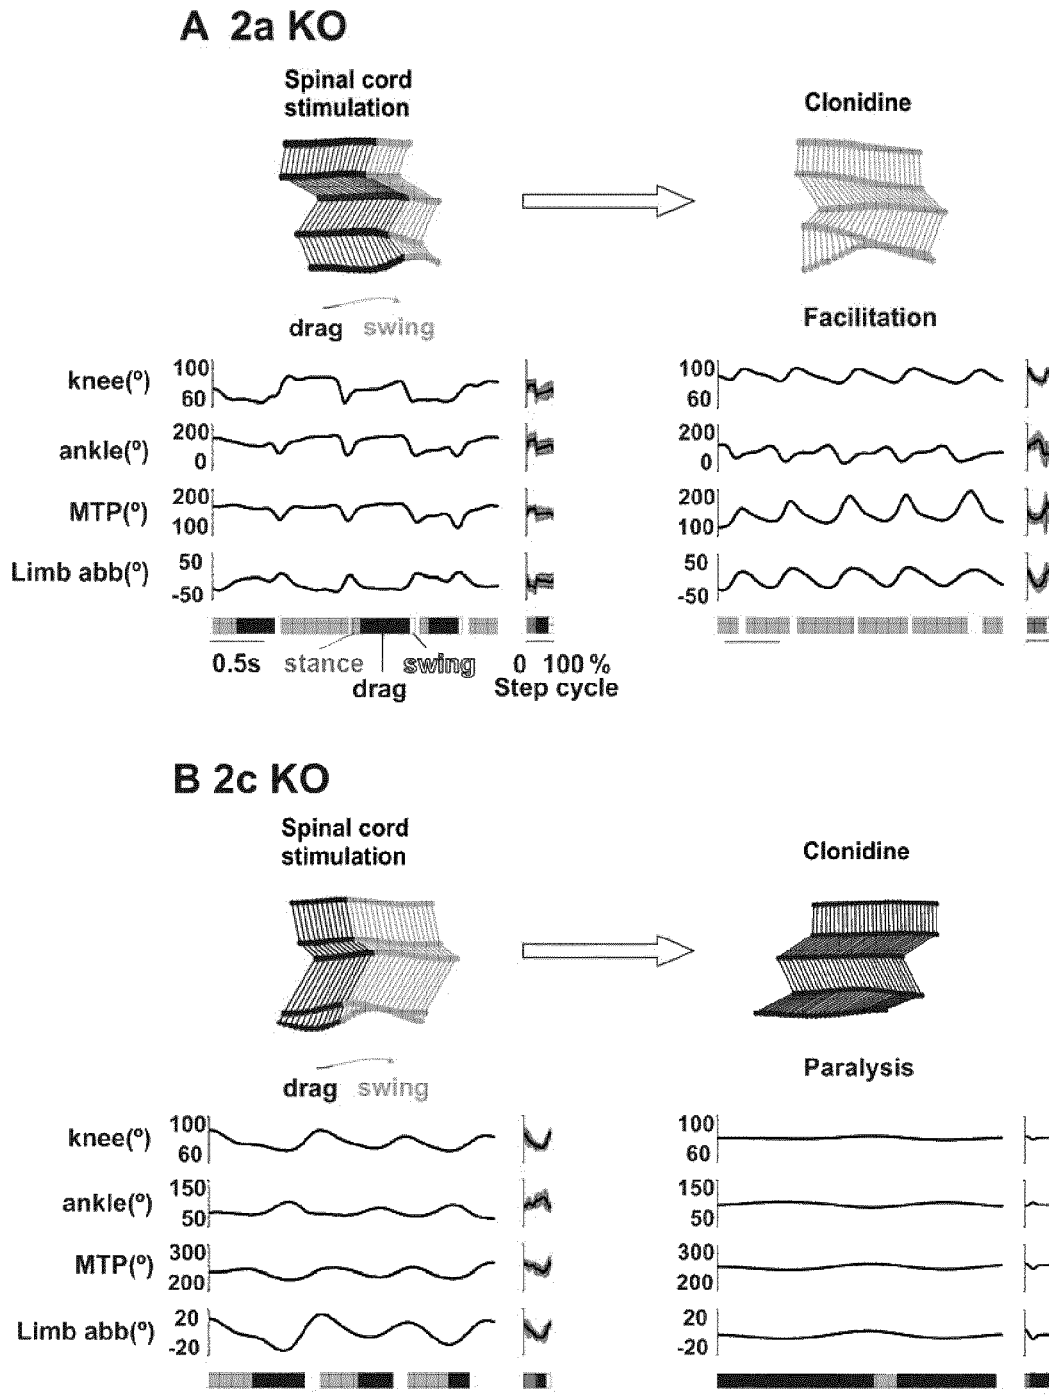 A 2a KO
Spinal cord
stimulation
Clonidine
drag swing
Facilitation
knee(º)
100
60
100
60
ankle(º)
200
0
200
0
MTP(º)
200
100
200
100
Limb abb(º)
50
-50
50
-50
0.5s
stance
drag
swing
0 100 %
Step cycle
B 2c KO
Spinal cord
stimulation
Clonidine
drag swing
Paralysis
knee(º)
100
60
100
60
ankle(º)
150
50
150
50
MTP(º)
300
200
300
200
Limb abb(º)
20
-20
20
-20